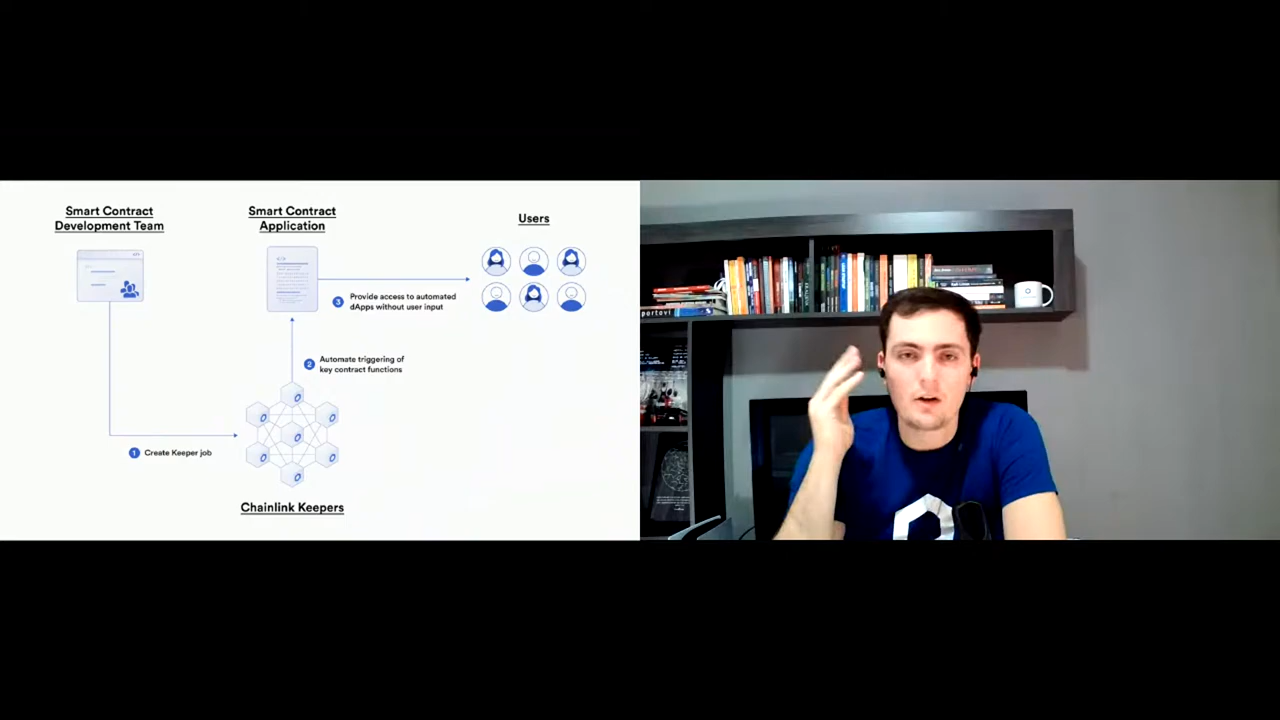 Smart Contract
Development Team
Smart Contract
Application
Users
3 Provide access to automated
dApps without user input
2 Automate triggering of
key contract functions
1 Create Keeper job
Chainlink Keepers
portovi